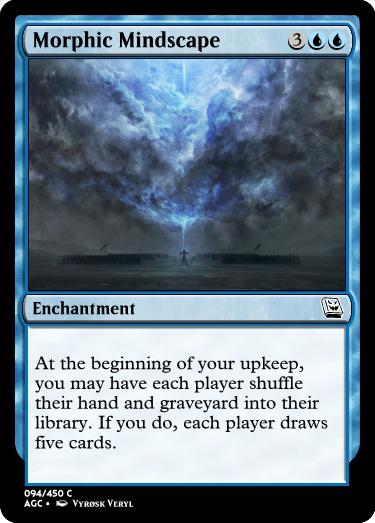 Morphic Mindscape 3
Enchantment
At the beginning of your upkeep,
you may have each player shuffle
their hand and graveyard into their
library. If you do, each player draws
five cards.
094/450 C
AGC • Vyrøsk Veryl